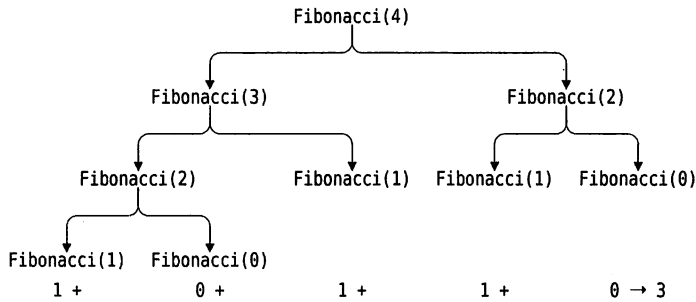 Fibonacci(4)
Fibonacci(3) Fibonacci(2)
Fibonacci(2) Fibonacci(1) Fibonacci(1) Fibonacci(0)
Fibonacci(1) Fibonacci(0)
1 + 0 + 1 + 1 + 0 → 3